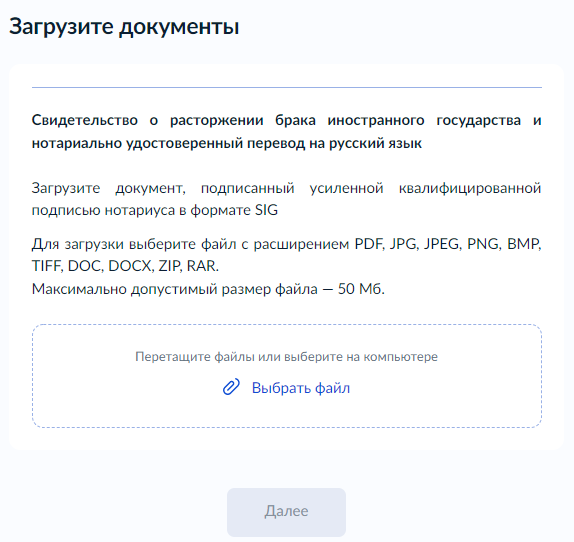 Загрузите документы
Свидетельство о расторжении брака иностранного государства и
нотариально удостоверенный перевод на русский язык
Загрузите документ, подписанный усиленной квалифицированной
подписью нотариуса в формате SIG
Для загрузки выберите файл с расширением PDF, JPG, JPEG, PNG, BMP,
TIFF, DOC, DOCX, ZIP, RAR.
Максимально допустимый размер файла — 50 Мб.
Перетащите файлы или выберите на компьютере
Выбрать файл
Далее